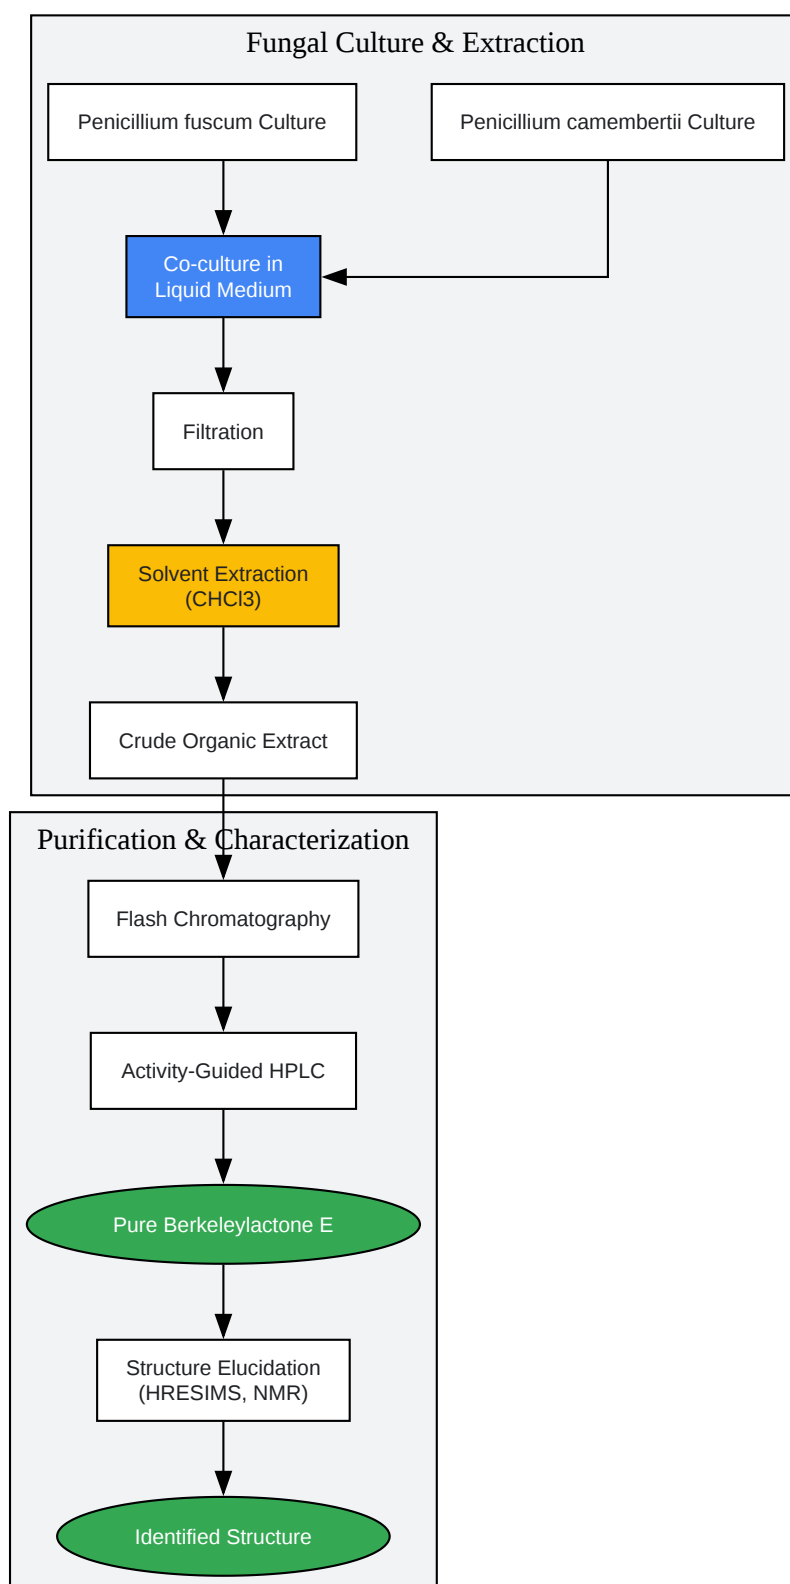 Fungal Culture & Extraction
Penicillium fuscum Culture
Penicillium camembertii Culture
Co-culture in
Liquid Medium
Filtration
Solvent Extraction
(CHCl3)
Crude Organic Extract
Purification & Characterization
Flash Chromatography
Activity-Guided HPLC
Pure Berkeleylactone E
Structure Elucidation
(HRESIMS, NMR)
Identified Structure